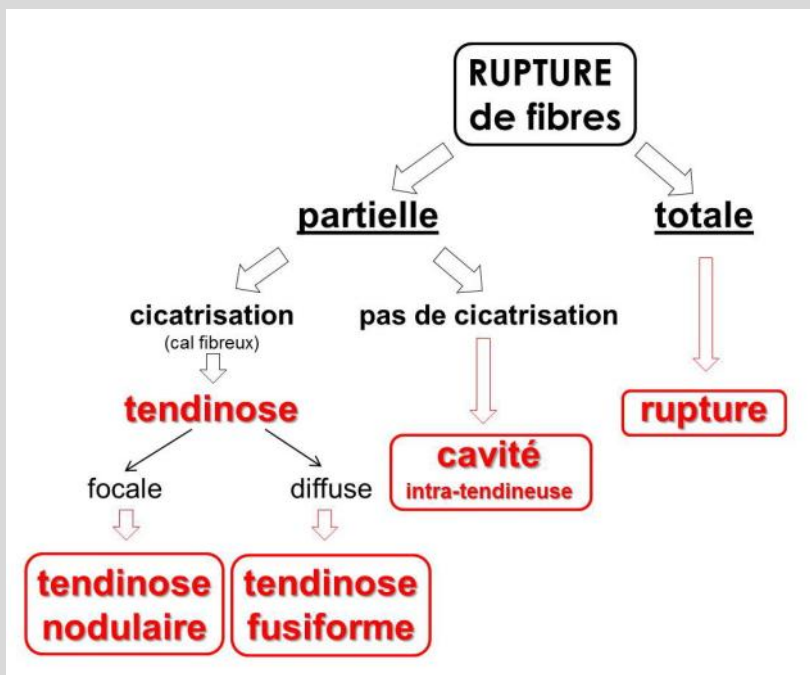 RUPTURE
de fibres
partielle
totale
cicatrisation
(cal fibreux)
pas de cicatrisation
tendinose
rupture
cavité
intra-tendineuse
focale
diffuse
tendinose
nodulaire
tendinose
fusiforme